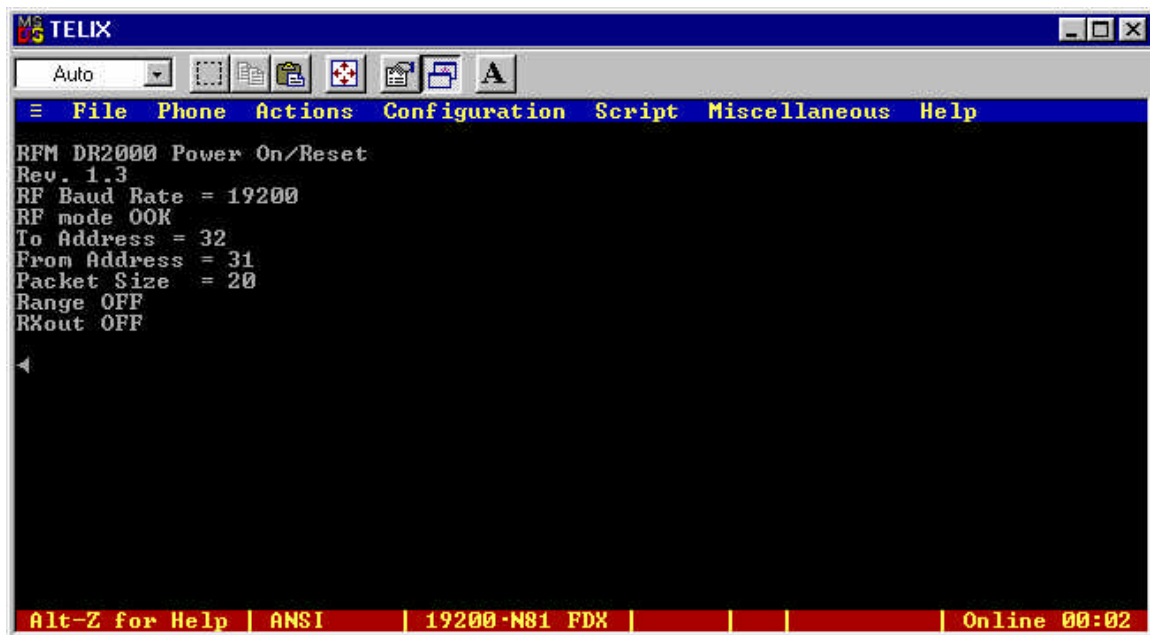 MS DOS TELIX
Auto A
≡ File Phone Actions Configuration Script Miscellaneous Help
RFM DR2000 Power On/Reset
Rev. 1.3
RF Baud Rate = 19200
RF mode OOK
To Address = 32
From Address = 31
Packet Size = 20
Range OFF
RXout OFF
Alt-Z for Help | ANSI | 19200·N81 FDX | | | | Online 00:02